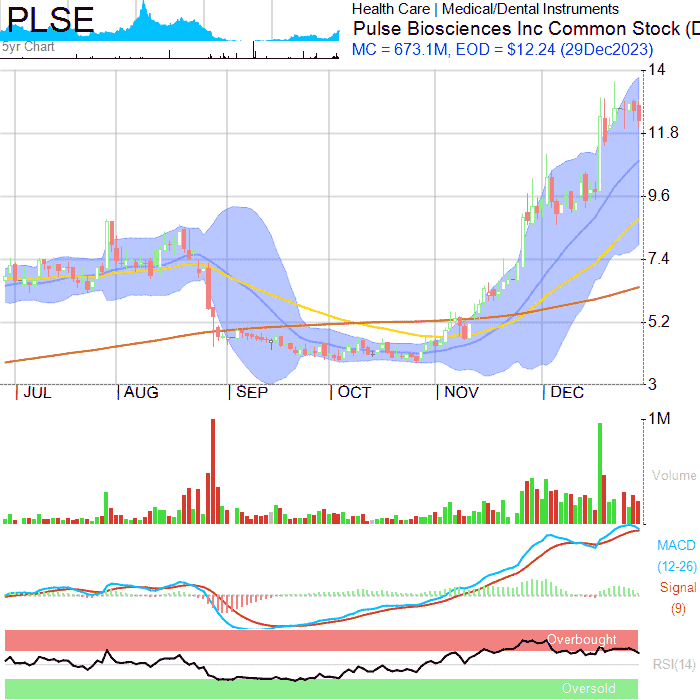 PLSE
5yr Chart
Health Care | Medical/Dental Instruments
Pulse Biosciences Inc Common Stock (D
MC = 673.1M, EOD = $12.24 (29Dec2023)
14
11.8
9.6
7.4
5.2
3
JUL AUG SEP OCT NOV DEC
1M
Volume
MACD
(12-26)
Signal
(9)
Overbought
RSI(14)
Oversold